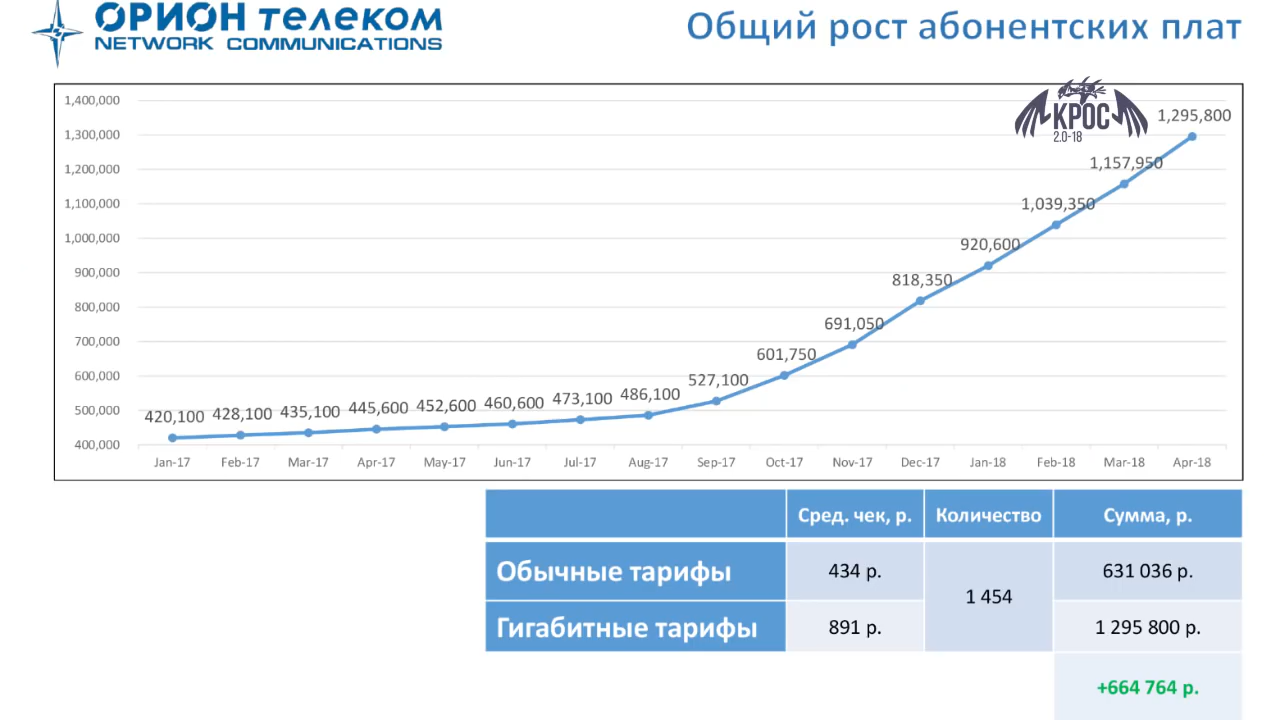 ОРИОН телеком
NETWORK COMMUNICATIONS
Общий рост абонентских плат
КРОС
2.0-18
1,400,000
1,300,000
1,200,000
1,100,000
1,000,000
900,000
800,000
700,000
600,000
500,000
400,000
420,100 428,100 435,100 445,600 452,600 460,600 473,100 486,100 527,100 601,750 691,050 818,350 920,600 1,039,350 1,157,950 1,295,800
Jan-17 Feb-17 Mar-17 Apr-17 May-17 Jun-17 Jul-17 Aug-17 Sep-17 Oct-17 Nov-17 Dec-17 Jan-18 Feb-18 Mar-18 Apr-18
Сред. чек, р. Количество Сумма, р.
Обычные тарифы 434 р. 631 036 р.
1 454
Гигабитные тарифы 891 р. 1 295 800 р.
+664 764 р.